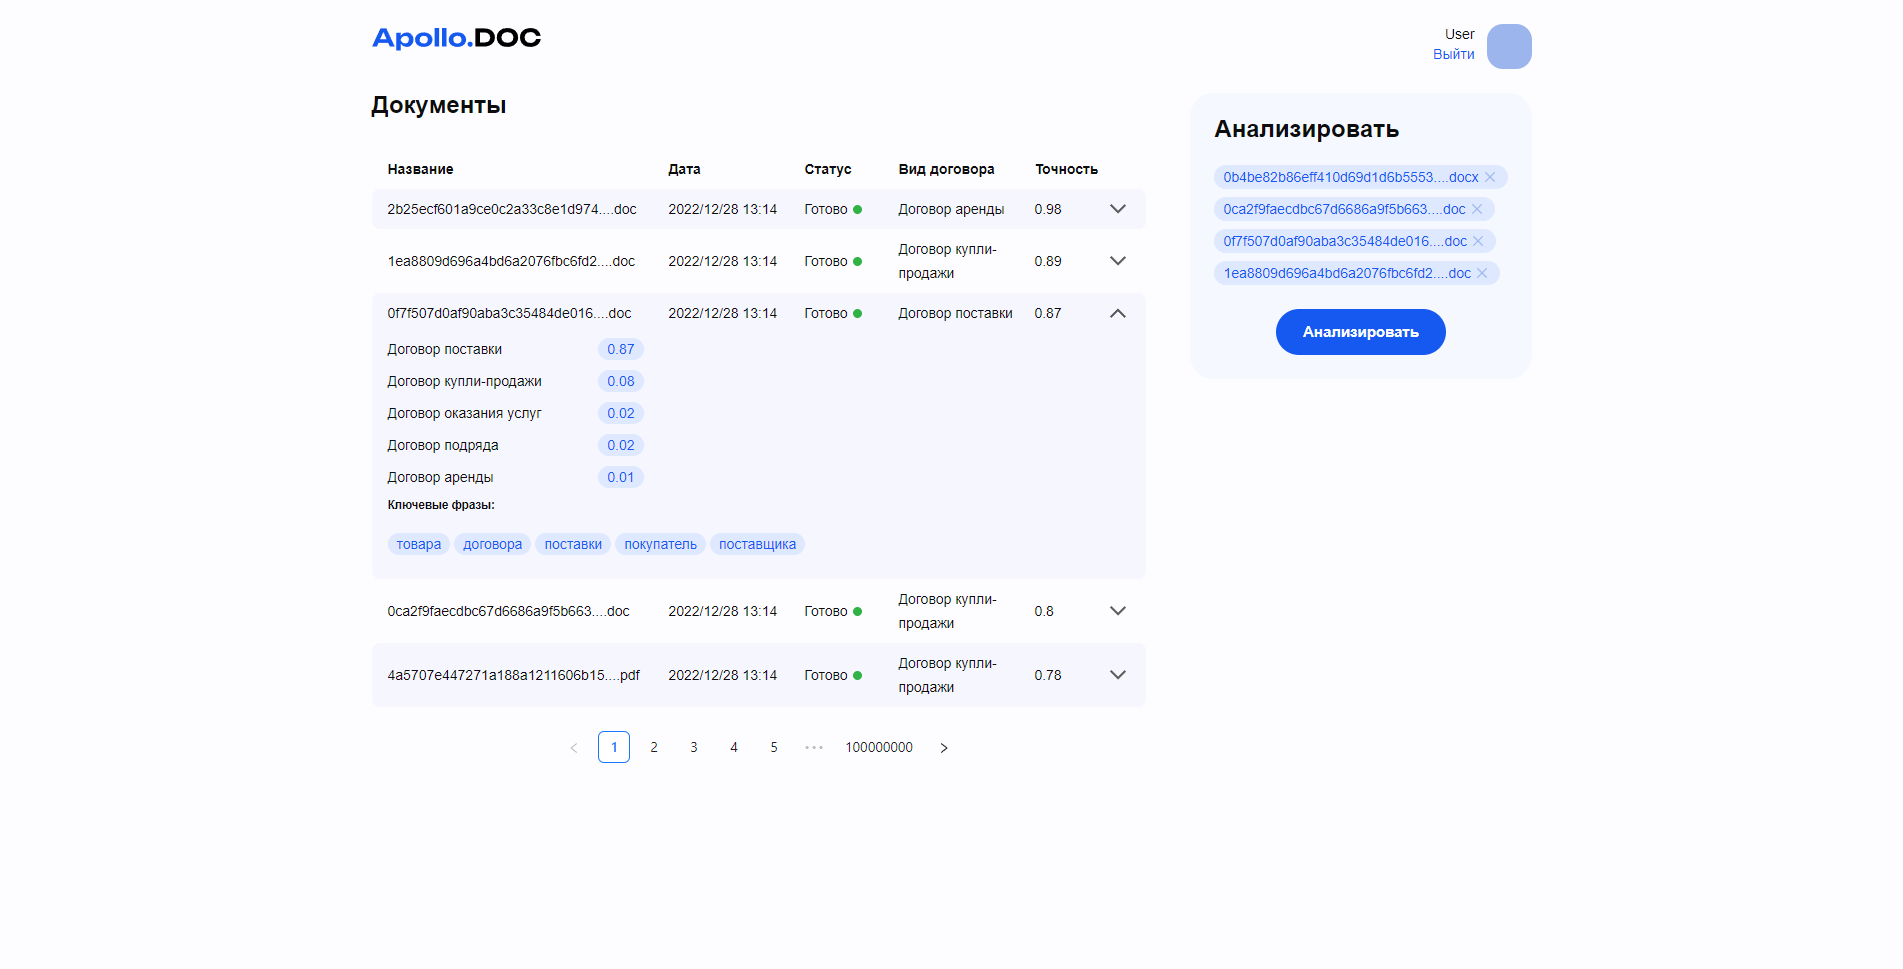 Apollo.DOC
User
Выйти
Документы
Название Дата Статус Вид договора Точность
2b25ecf601a9ce0c2a33c8e1d974....doc 2022/12/28 13:14 Готово Договор аренды 0.98
1ea8809d696a4bd6a2076fbc6fd2....doc 2022/12/28 13:14 Готово Договор купли-
продажи 0.89
0f7f507d0af90aba3c35484de016....doc 2022/12/28 13:14 Готово Договор поставки 0.87
Договор поставки 0.87
Договор купли-продажи 0.08
Договор оказания услуг 0.02
Договор подряда 0.02
Договор аренды 0.01
Ключевые фразы:
товара договора поставки покупатель поставщика
0ca2f9faecdbc67d6686a9f5b663....doc 2022/12/28 13:14 Готово Договор купли-
продажи 0.8
4a5707e447271a188a1211606b15....pdf 2022/12/28 13:14 Готово Договор купли-
продажи 0.78
< 1 2 3 4 5 ••• 100000000 >
Анализировать
0b4be82b86eff410d69d1d6b5553....docx
0ca2f9faecdbc67d6686a9f5b663....doc
0f7f507d0af90aba3c35484de016....doc
1ea8809d696a4bd6a2076fbc6fd2....doc
Анализировать